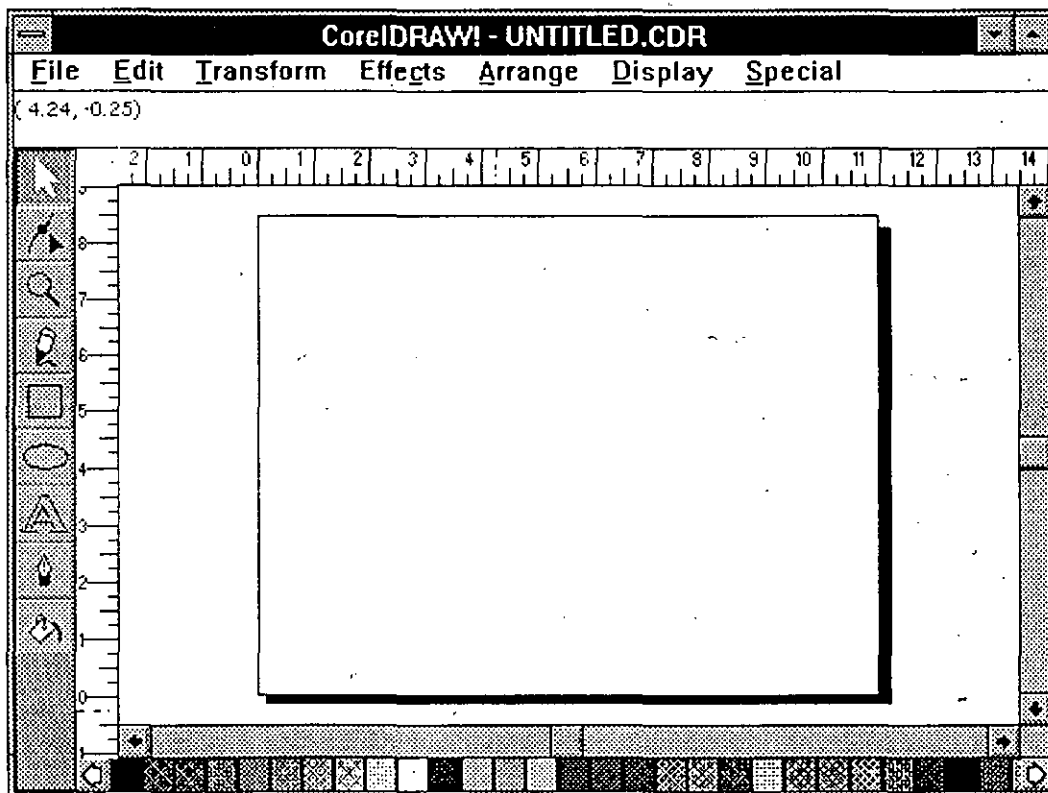 CorelDRAW! - UNTITLED.CDR
File Edit Transform Effects Arrange Display Special
( 4.24, -0.25)
2 1 0 1 2 3 4 5 6 7 8 9 10 11 12 13 14
9
8
7
6
5
4
3
2
1
0
1